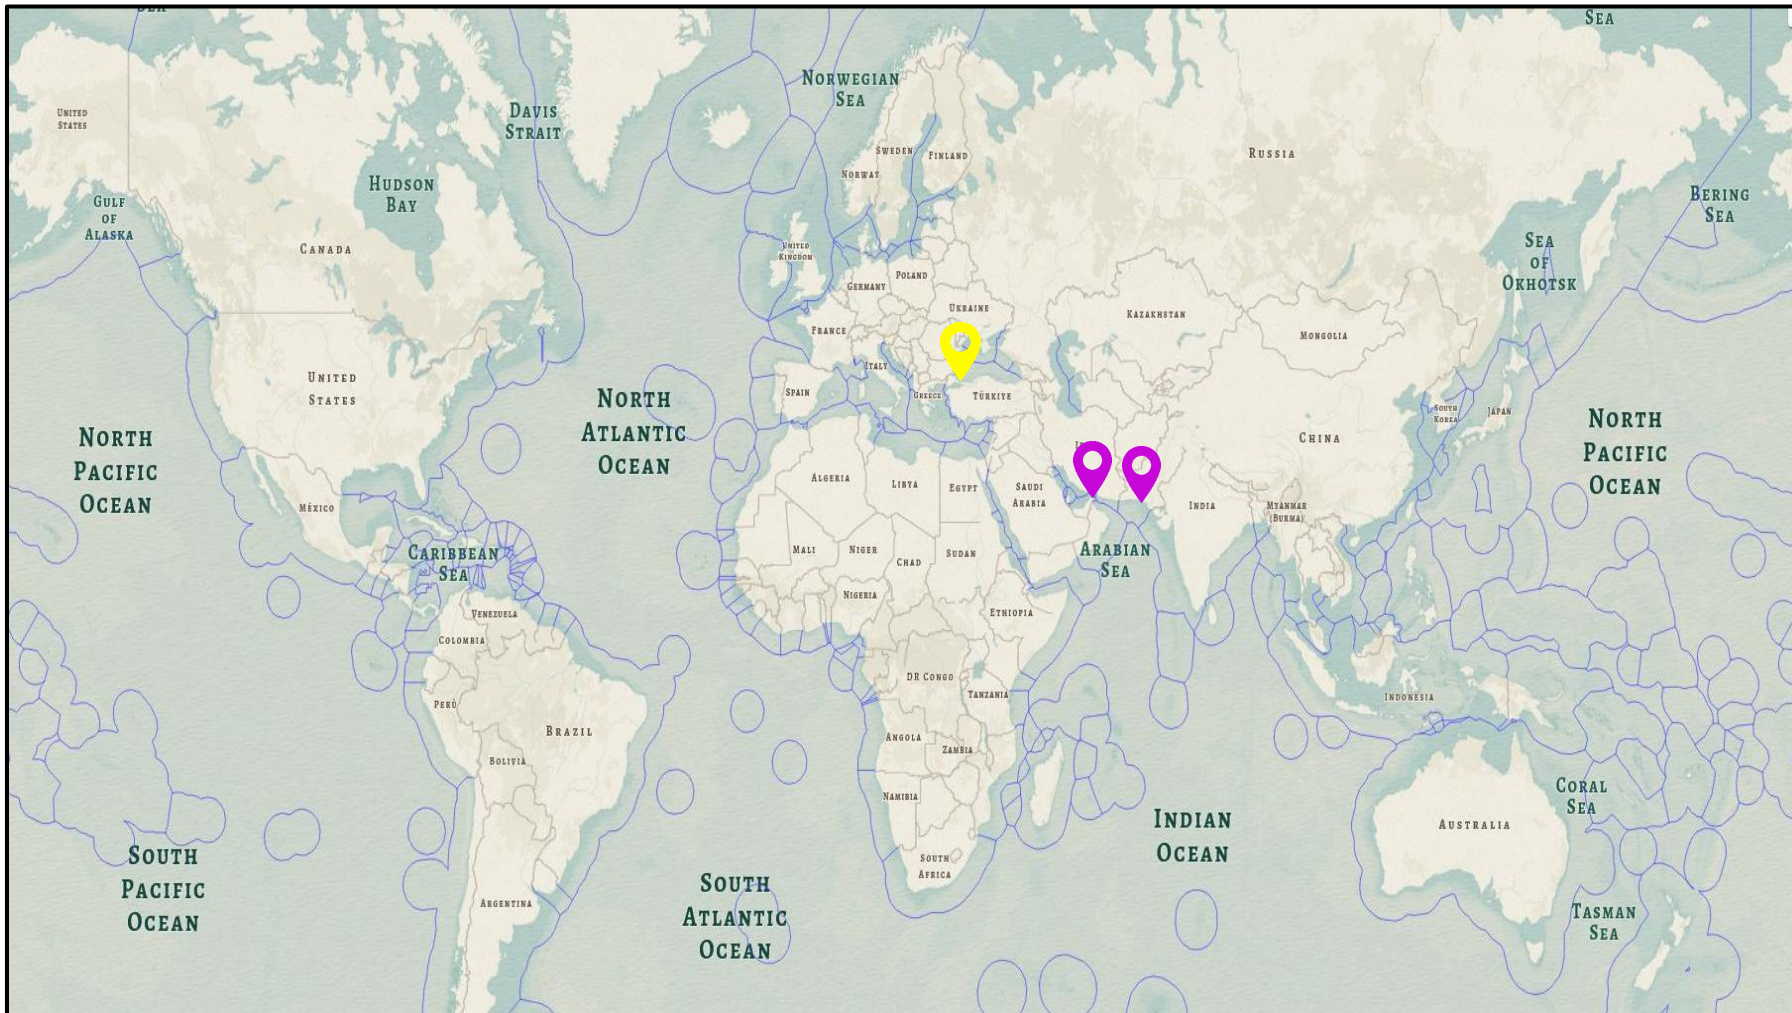 SEA
SEA
NORWEGIAN
SEA
DAVIS
STRAIT
UNITED
STATES
SWEDEN
FINLAND
NORWAY
RUSSIA
HUDSON
BAY
BERING
SEA
GULF
OF
ALASKA
CANADA
UNITED
KINGDOM
SEA
OF
OKHOTSK
POLAND
GERMANY
UKRAINE
KAZAKHSTAN
FRANCE
MONGOLIA
ITALY
UNITED
STATES
SPAIN
GREECE
TÜRKIYE
NORTH
ATLANTIC
OCEAN
SOUTH
KOREA
JAPAN
NORTH
PACIFIC
OCEAN
CHINA
NORTH
PACIFIC
OCEAN
ALGERIA
LIBYA
EGYPT
SAUDI
ARABIA
MÉXICO
INDIA
MYANMAR
(BURMA)
CARIBBEAN
SEA
MALI
NIGER
CHAD
SUDAN
ARABIAN
SEA
NIGERIA
ETHIOPIA
VENEZUELA
COLOMBIA
DR CONGO
TANZANIA
INDONESIA
PERÚ
BRAZIL
ANGOLA
ZAMBIA
BOLIVIA
NAMIBIA
CORAL
SEA
INDIAN
OCEAN
AUSTRALIA
SOUTH
PACIFIC
OCEAN
SOUTH
AFRICA
SOUTH
ATLANTIC
OCEAN
ARGENTINA
TASMAN
SEA